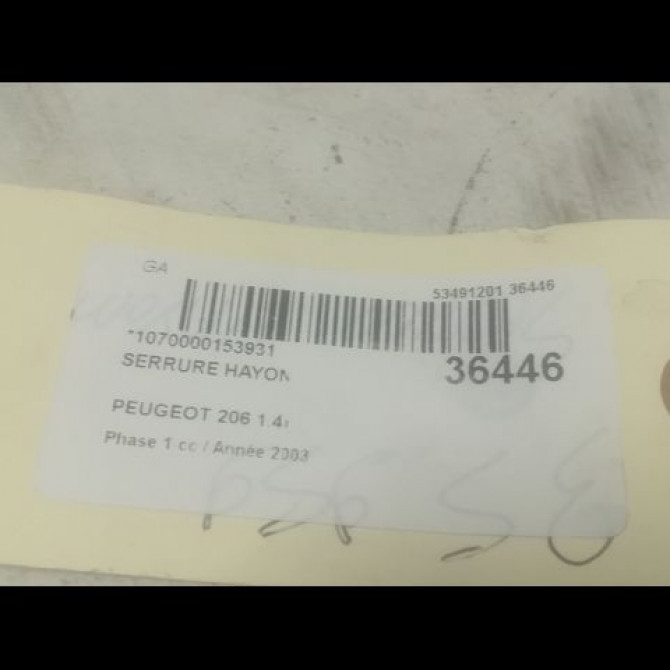 GA
53491201 36446
*1070000153931
SERRURE HAYON
36446
PEUGEOT 206 1.4i
Phase 1 cc / Année 2003